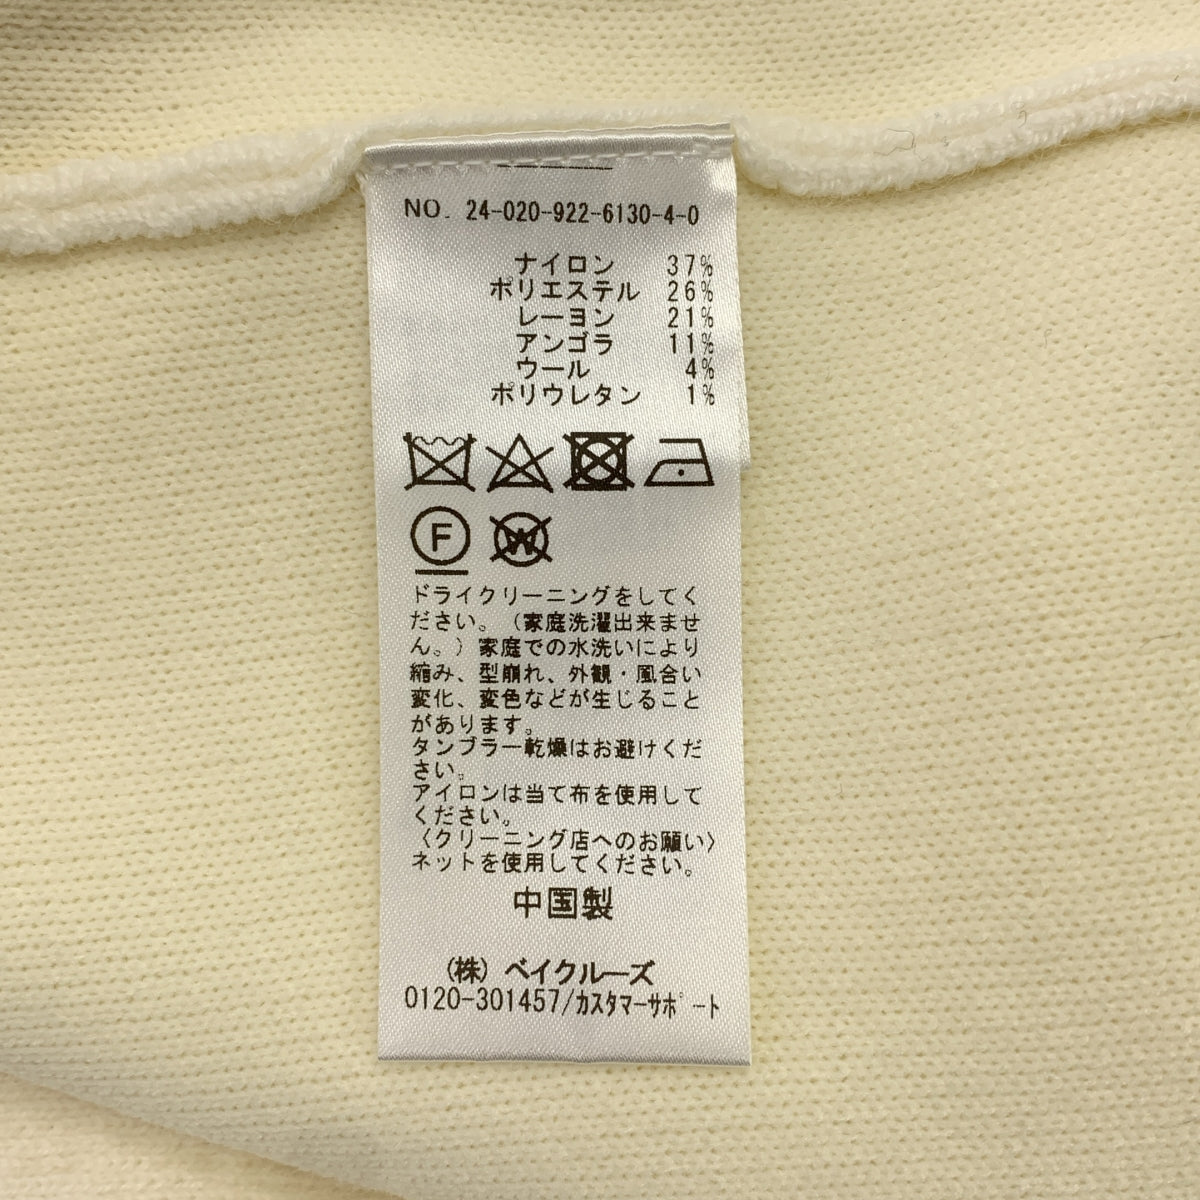 NO. 24-020-922-6130-4-0
ナイロン 37%
ポリエステル 26%
レーヨン 21%
アンゴラ 11%
ウール 4%
ポリウレタン 1%
F
W
ドライクリーニングをしてく
ださい。(家庭洗濯出来ませ
ん。)家庭での水洗いにより
縮み、型崩れ、外観・風合い
変化、変色などが生じること
があります。
タンブラー乾燥はお避けくだ
さい。
アイロンは当て布を使用して
ください。
〈クリーニング店へのお願い〉
ネットを使用してください。
中国製
(株)ベイクルーズ
0120-301457/カスタマーサポート